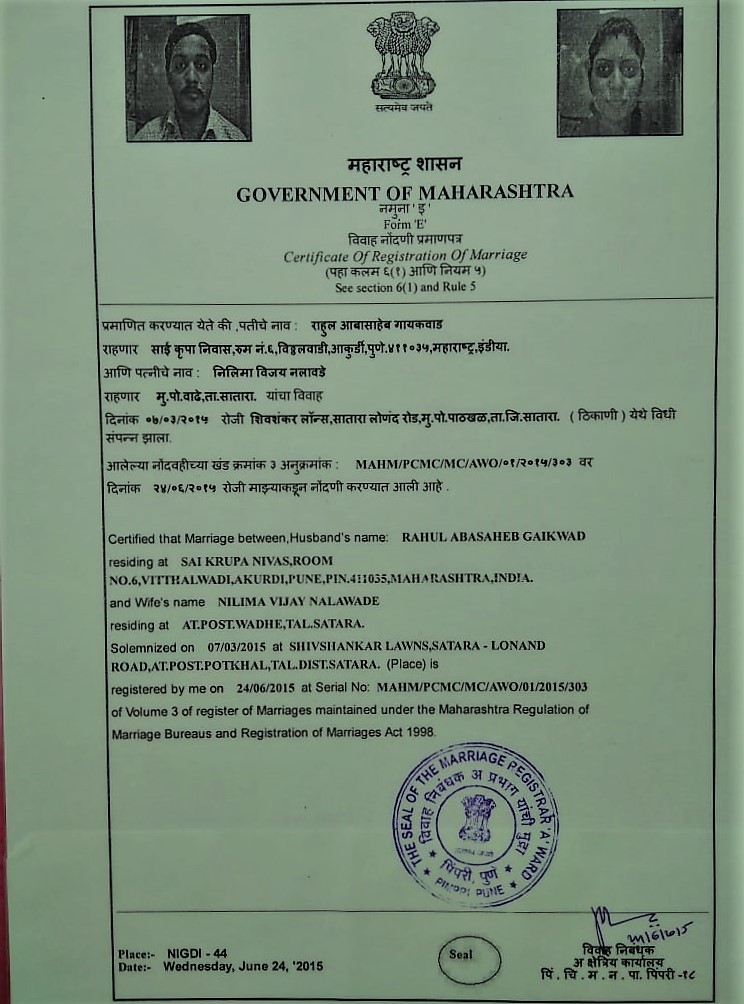 सत्यमेव जयते
महाराष्ट्र शासन
GOVERNMENT OF MAHARASHTRA
नमुना ' इ '
Form 'E'
विवाह नोंदणी प्रमाणपत्र
Certificate Of Registration Of Marriage
(पहा कलम ६(१) आणि नियम ५)
See section 6(1) and Rule 5
प्रमाणित करण्यात येते की ,पतीचे नाव : राहुल आबासाहेब गायकवाड
राहणार साई कृपा निवास,रुम नं.६,विठ्ठलवाडी,आकुर्डी,पुणे.४११०३५,महाराष्ट्र,इंडीया.
आणि पत्नीचे नाव : निलिमा विजय नलावडे
राहणार मु.पो.वाढे,ता.सातारा. यांचा विवाह
दिनांक ०७/०३/२०१५ रोजी शिवशंकर लॉन्स,सातारा लोणंद रोड,मु.पो.पाठखळ,ता.जि.सातारा. ( ठिकाणी ) येथे विधी
संपन्न झाला.
आलेल्या नोंदवहीच्या खंड क्रमांक ३ अनुक्रमांक : MAHM/PCMC/MC/AWO/०१/२०१५/३०३ वर
दिनांक २४/०६/२०१५ रोजी माझ्याकडून नोंदणी करण्यात आली आहे .
Certified that Marriage between,Husband's name: RAHUL ABASAHEB GAIKWAD
residing at SAI KRUPA NIVAS,ROOM
NO.6,VITTHALWADI,AKURDI,PUNE,PIN.411035,MAHARASHTRA,INDIA.
and Wife's name NILIMA VIJAY NALAWADE
residing at AT.POST.WADHE,TAL.SATARA.
Solemnized on 07/03/2015 at SHIVSHANKAR LAWNS,SATARA - LONAND
ROAD,AT.POST.POTKHAL,TAL.DIST.SATARA. (Place) is
registered by me on 24/06/2015 at Serial No: MAHM/PCMC/MC/AWO/01/2015/303
of Volume 3 of register of Marriages maintained under the Maharashtra Regulation of
Marriage Bureaus and Registration of Marriages Act 1998.
THE SEAL OF THE MARRIAGE REGISTRAR 'A' WARD
विवाह निबंधक अ प्रभाग यांची मुद्रा
पिंपरी, पुणे
PIMPRI PUNE
Place:- NIGDI - 44
Date:- Wednesday, June 24, '2015
Seal
विवाह निबंधक
अ क्षेत्रिय कार्यालय
पिं . चिं . म . न . पा. पिंपरी -१८